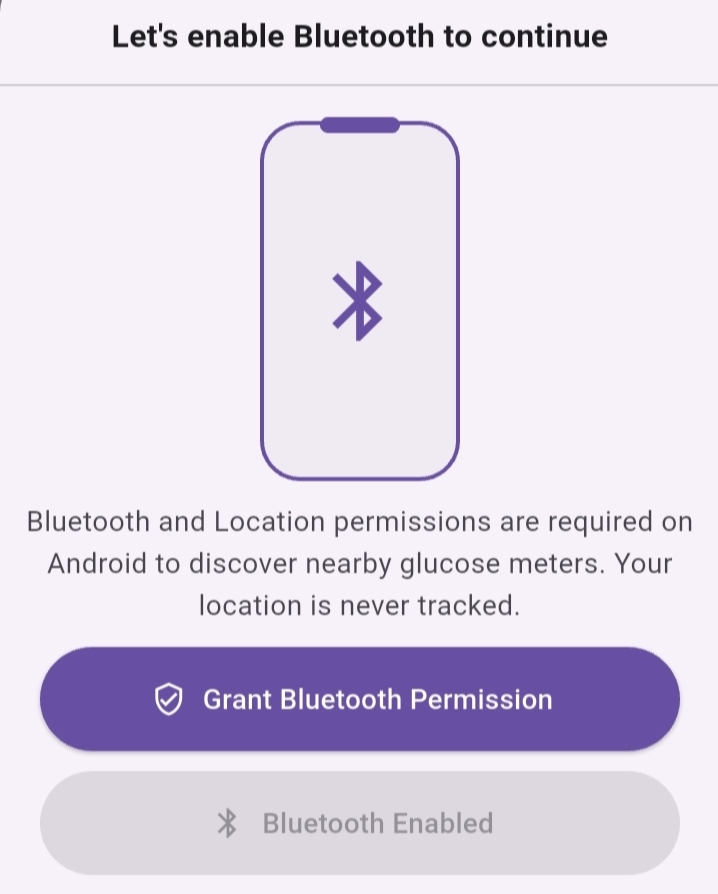 Let's enable Bluetooth to continue
Bluetooth and Location permissions are required on
Android to discover nearby glucose meters. Your
location is never tracked.
Grant Bluetooth Permission
Bluetooth Enabled